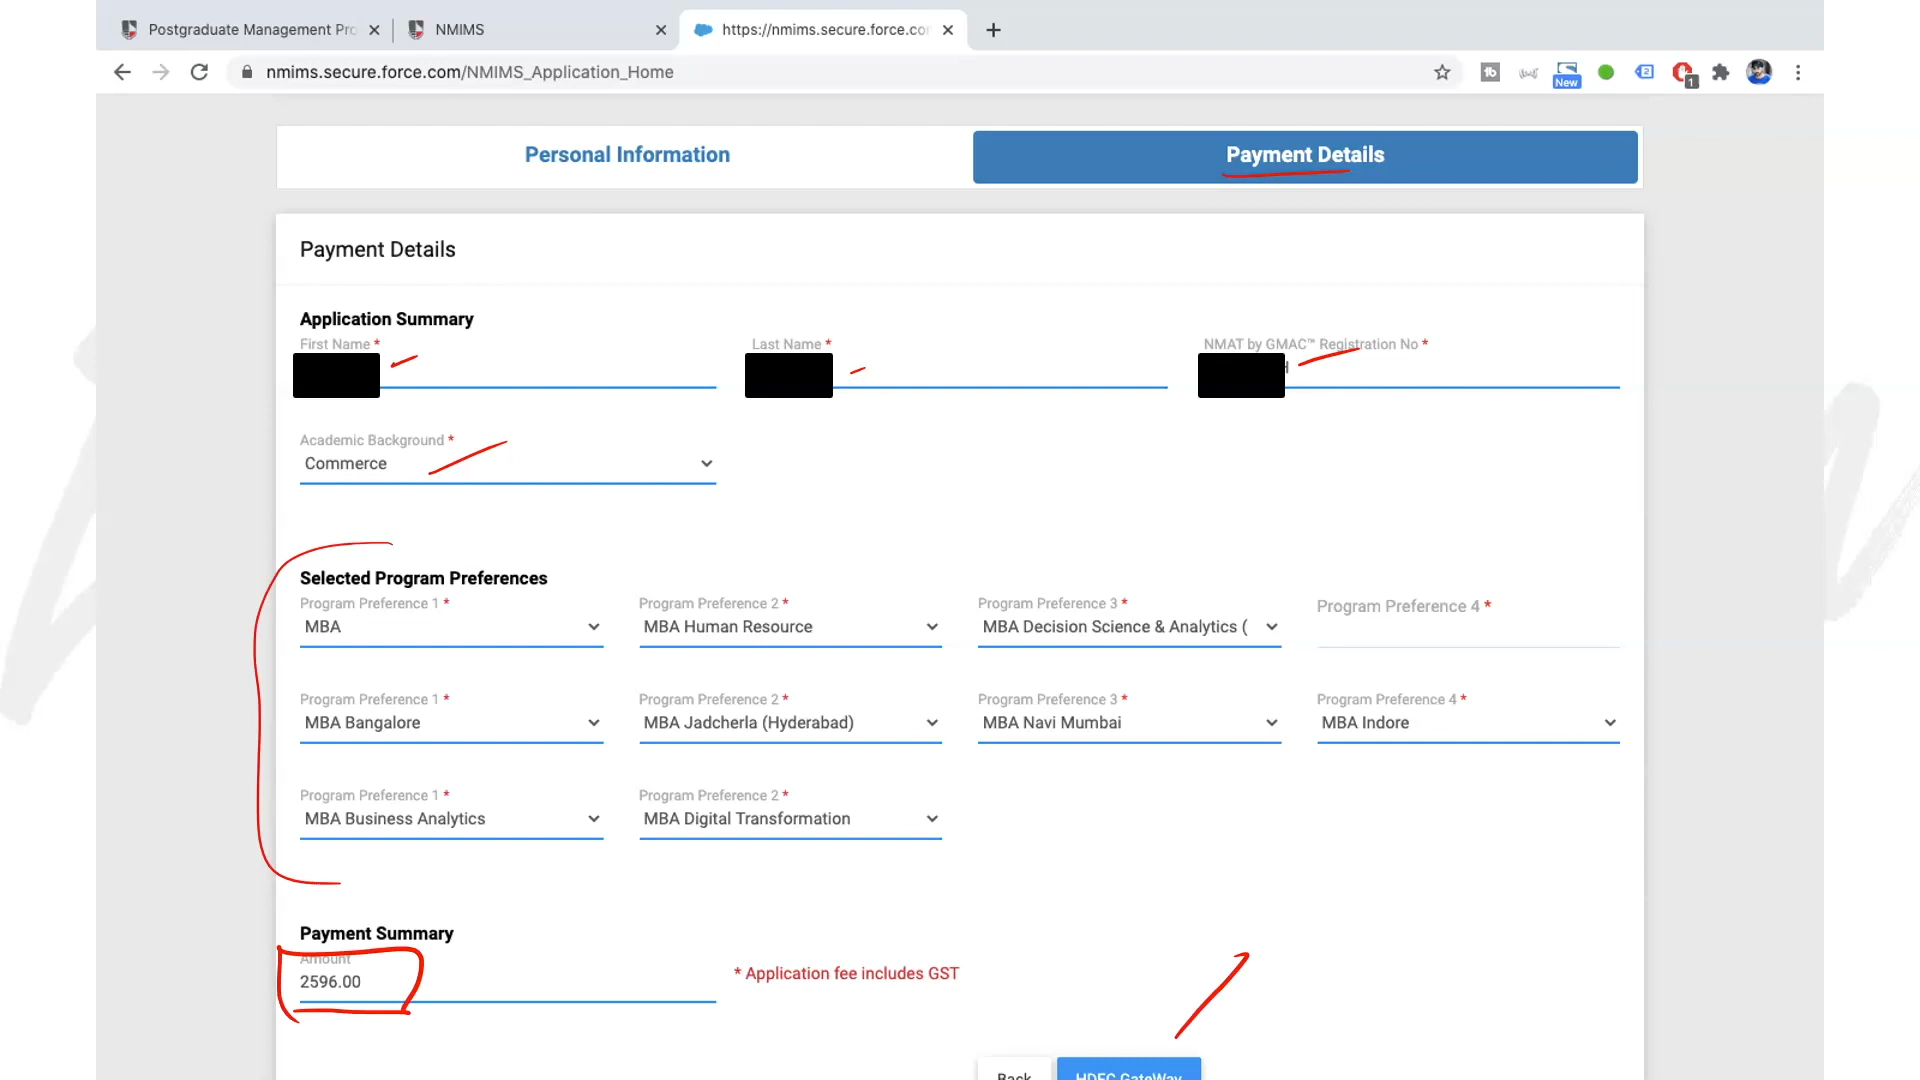 Postgraduate Management Pro
NMIMS
https://nmims.secure.force.com
nmims.secure.force.com/NMIMS_Application_Home
New
2
1
Personal Information
Payment Details
Payment Details
Application Summary
First Name *
Last Name *
NMAT by GMAC™ Registration No *
Academic Background *
Commerce
Selected Program Preferences
Program Preference 1 *
Program Preference 2 *
Program Preference 3 *
Program Preference 4 *
MBA
MBA Human Resource
MBA Decision Science & Analytics (
Program Preference 1 *
Program Preference 2 *
Program Preference 3 *
Program Preference 4 *
MBA Bangalore
MBA Jadcherla (Hyderabad)
MBA Navi Mumbai
MBA Indore
Program Preference 1 *
Program Preference 2 *
MBA Business Analytics
MBA Digital Transformation
Payment Summary
Amount
2596.00
* Application fee includes GST
Back
HDFC GateWay